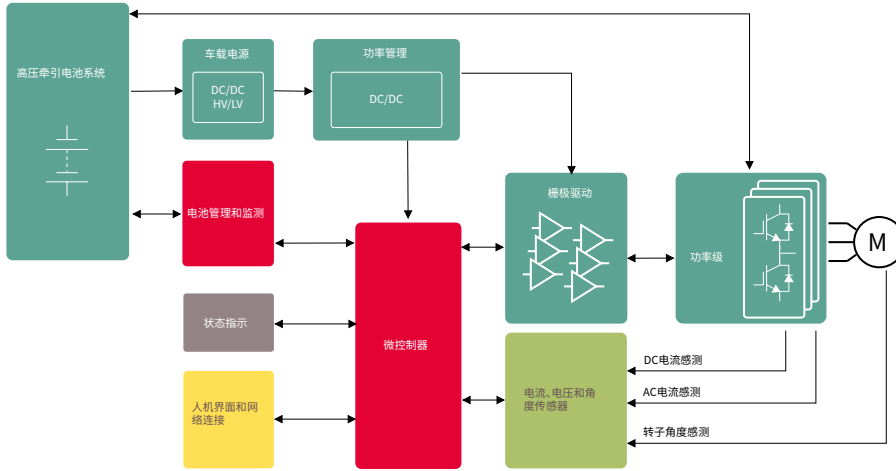 高压牵引电池系统
车载电源
DC/DC
HV/LV
功率管理
DC/DC
电池管理和监测
栅极驱动
功率级
M
状态指示
微控制器
人机界面和网
络连接
电流、电压和角
度传感器
DC电流感测
AC电流感测
转子角度感测